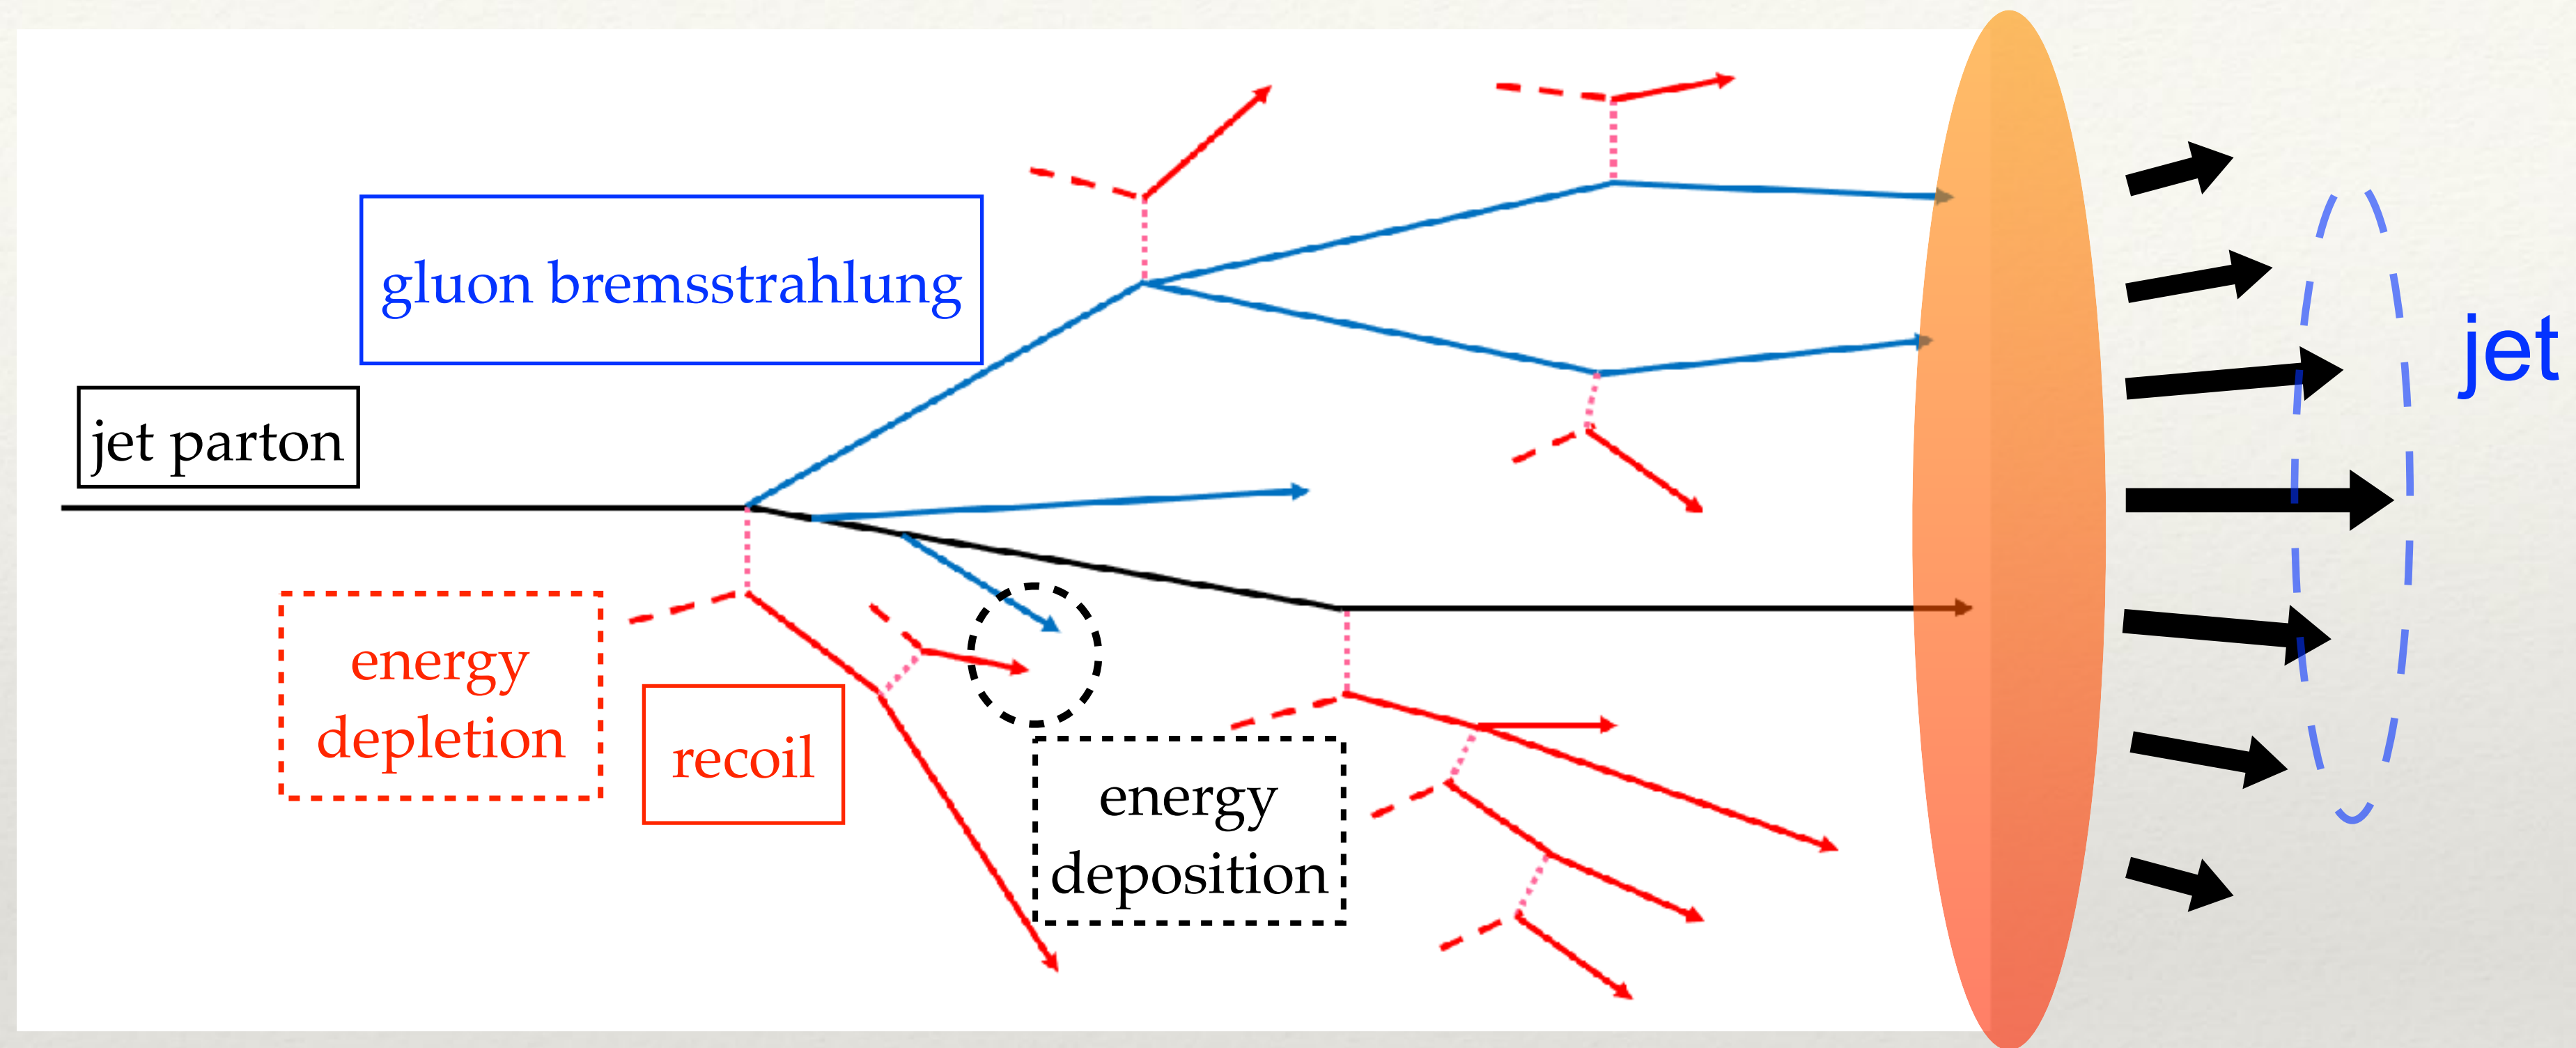 gluon bremsstrahlung
jet parton
jet
energy
depletion
recoil
energy
deposition